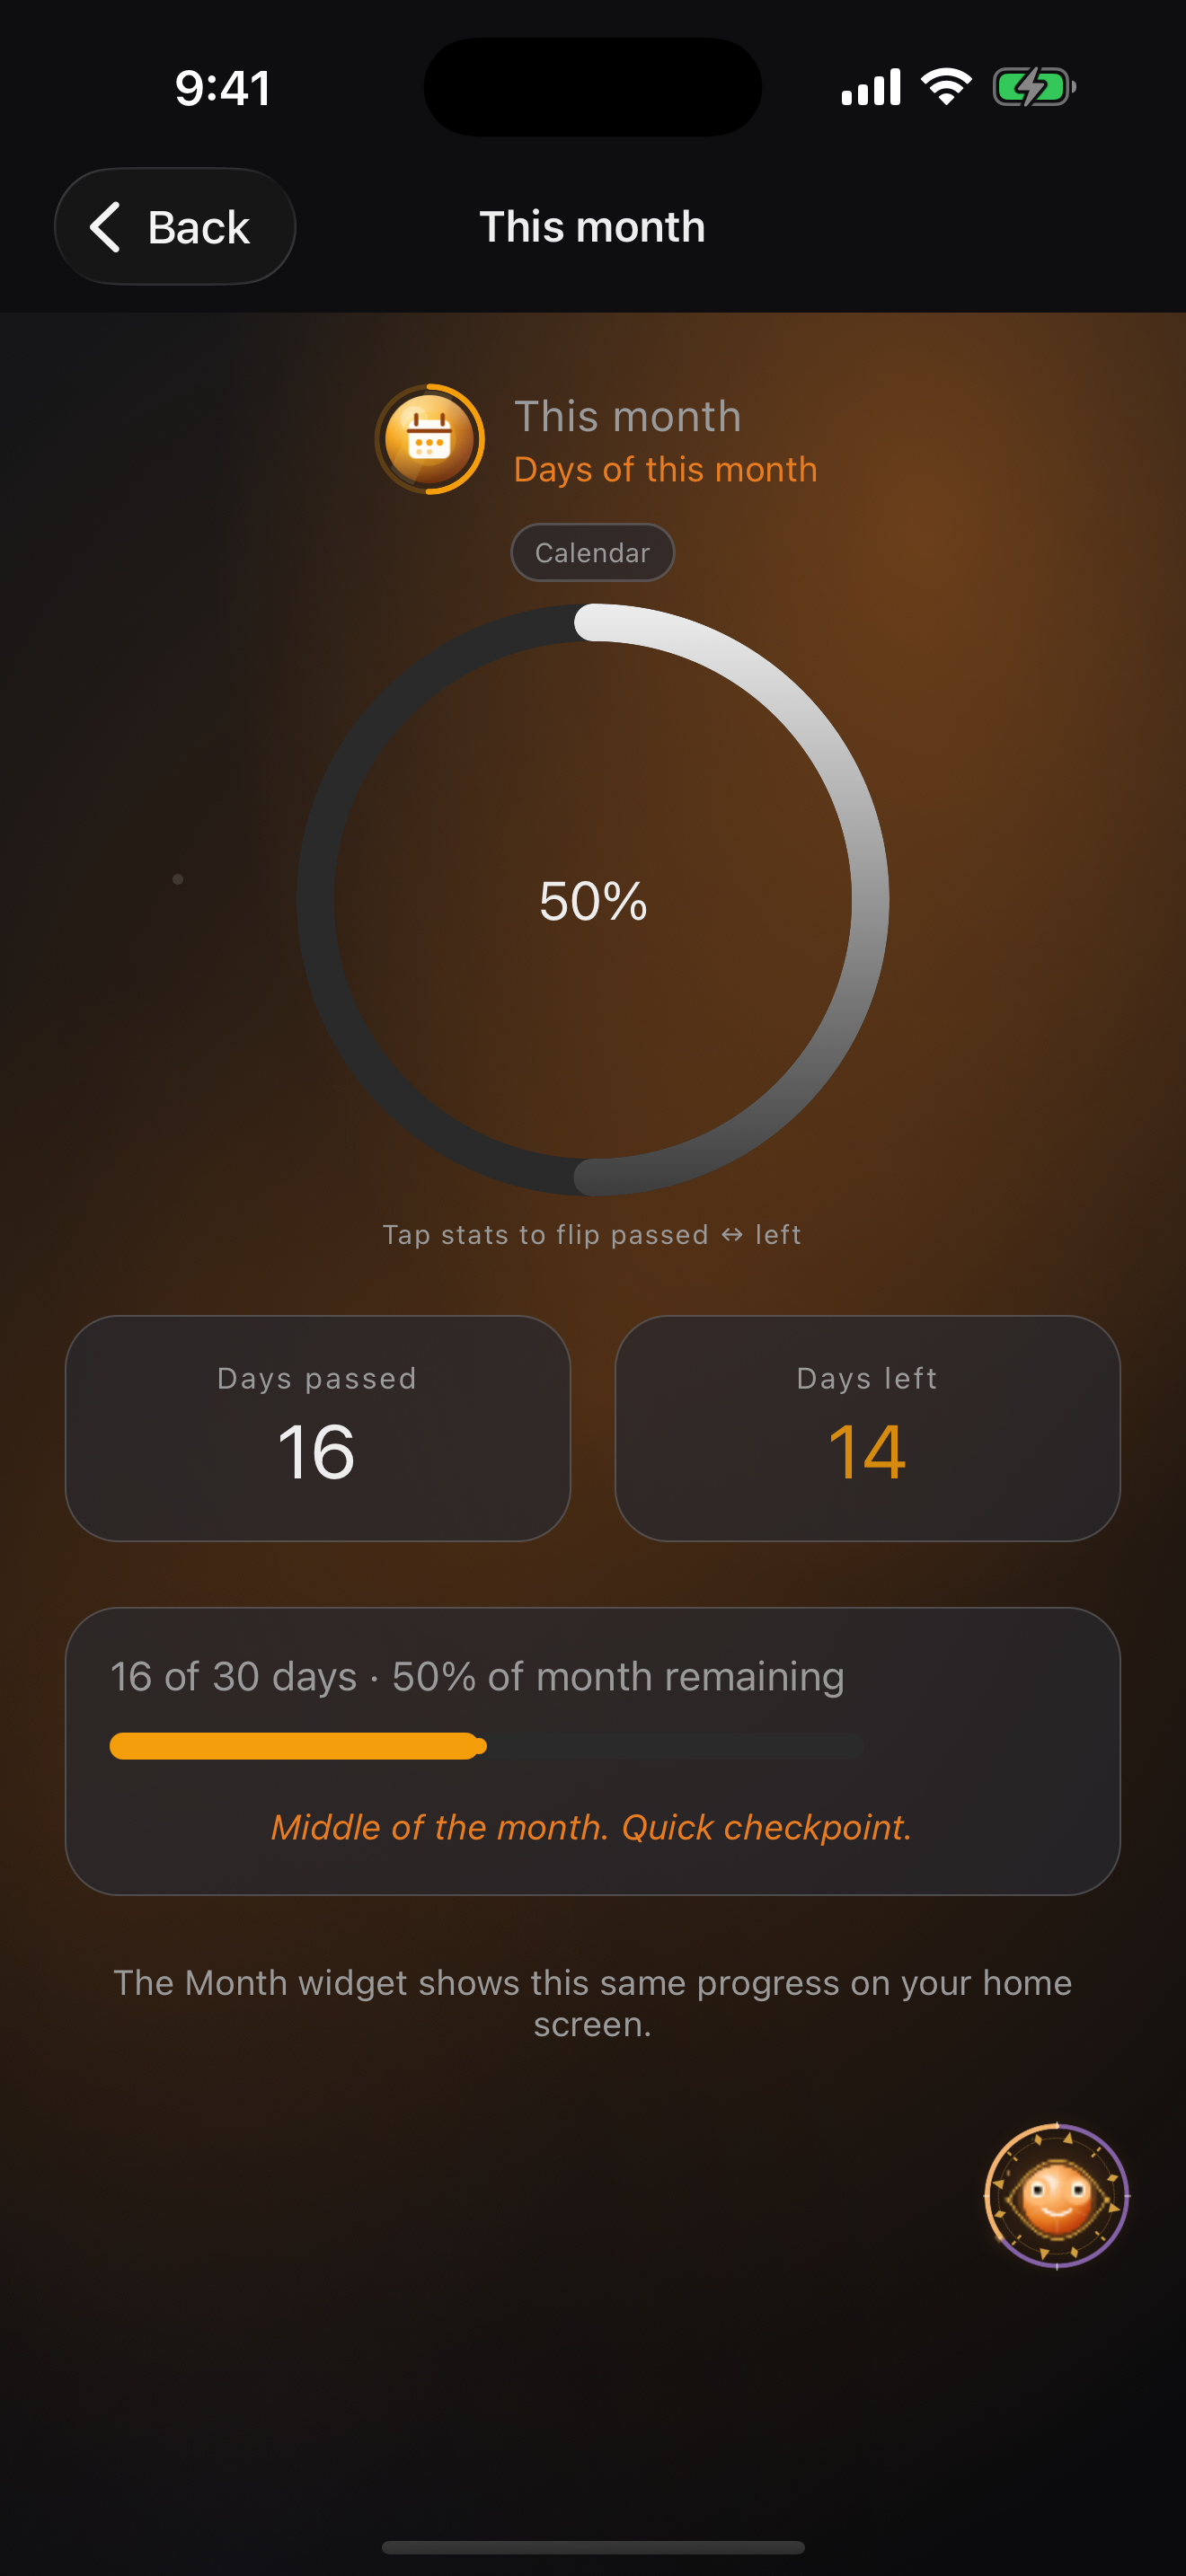 9:41
Back
This month
This month
Days of this month
Calendar
50%
Tap stats to flip passed ↔ left
Days passed
16
Days left
14
16 of 30 days · 50% of month remaining
Middle of the month. Quick checkpoint.
The Month widget shows this same progress on your home
screen.